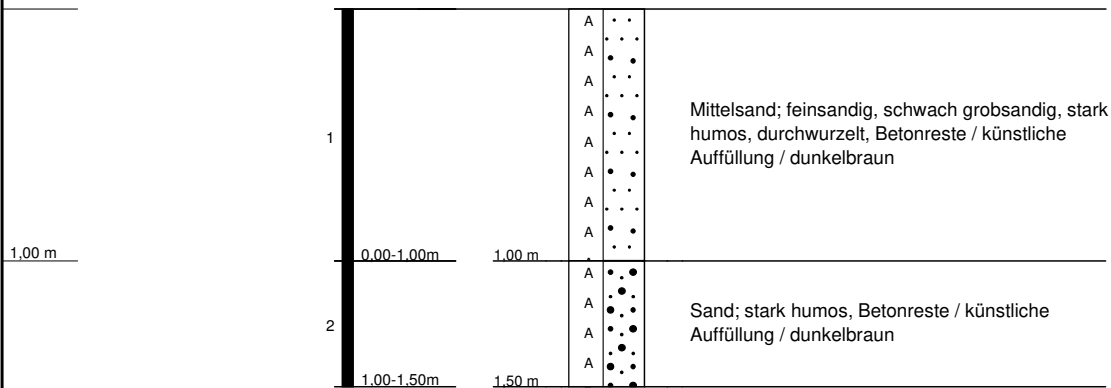 A
A
A
A
Mittelsand; feinsandig, schwach grobsandig, stark
humos, durchwurzelt, Betonreste / künstliche
Auffüllung / dunkelbraun
1
A
A
A
A
1,00 m
0,00-1,00m
1,00 m
A
A
Sand; stark humos, Betonreste / künstliche
Auffüllung / dunkelbraun
2
A
A
1,00-1,50m
1,50 m